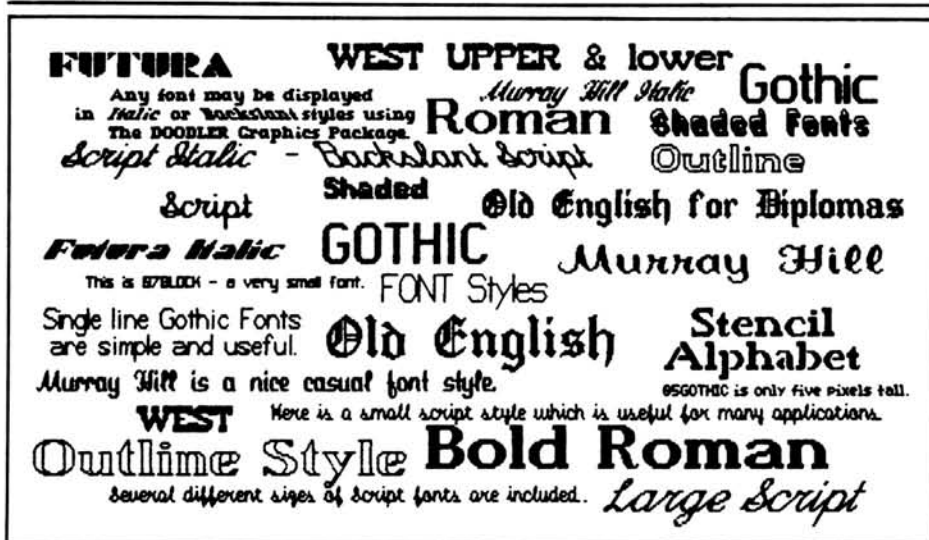 FUTURA
WEST UPPER & lower
Any font may be displayed
in Italic or Backslant styles using
The DOODLER Graphics Package.
Murray Hill Italic
Gothic
Roman
Shaded Fonts
Script Italic - Backslant Script
Outline
Script
Shaded
Old English for Diplomas
Futura Italic
GOTHIC
Murray Hill
This is 07BLOCK - a very small font.
FONT Styles
Single line Gothic Fonts
are simple and useful.
Old English
Stencil
Alphabet
Murray Hill is a nice casual font style.
05GOTHIC is only five pixels tall.
WEST
Here is a small script style which is useful for many applications.
Outline Style
Bold Roman
Several different sizes of Script fonts are included.
Large Script